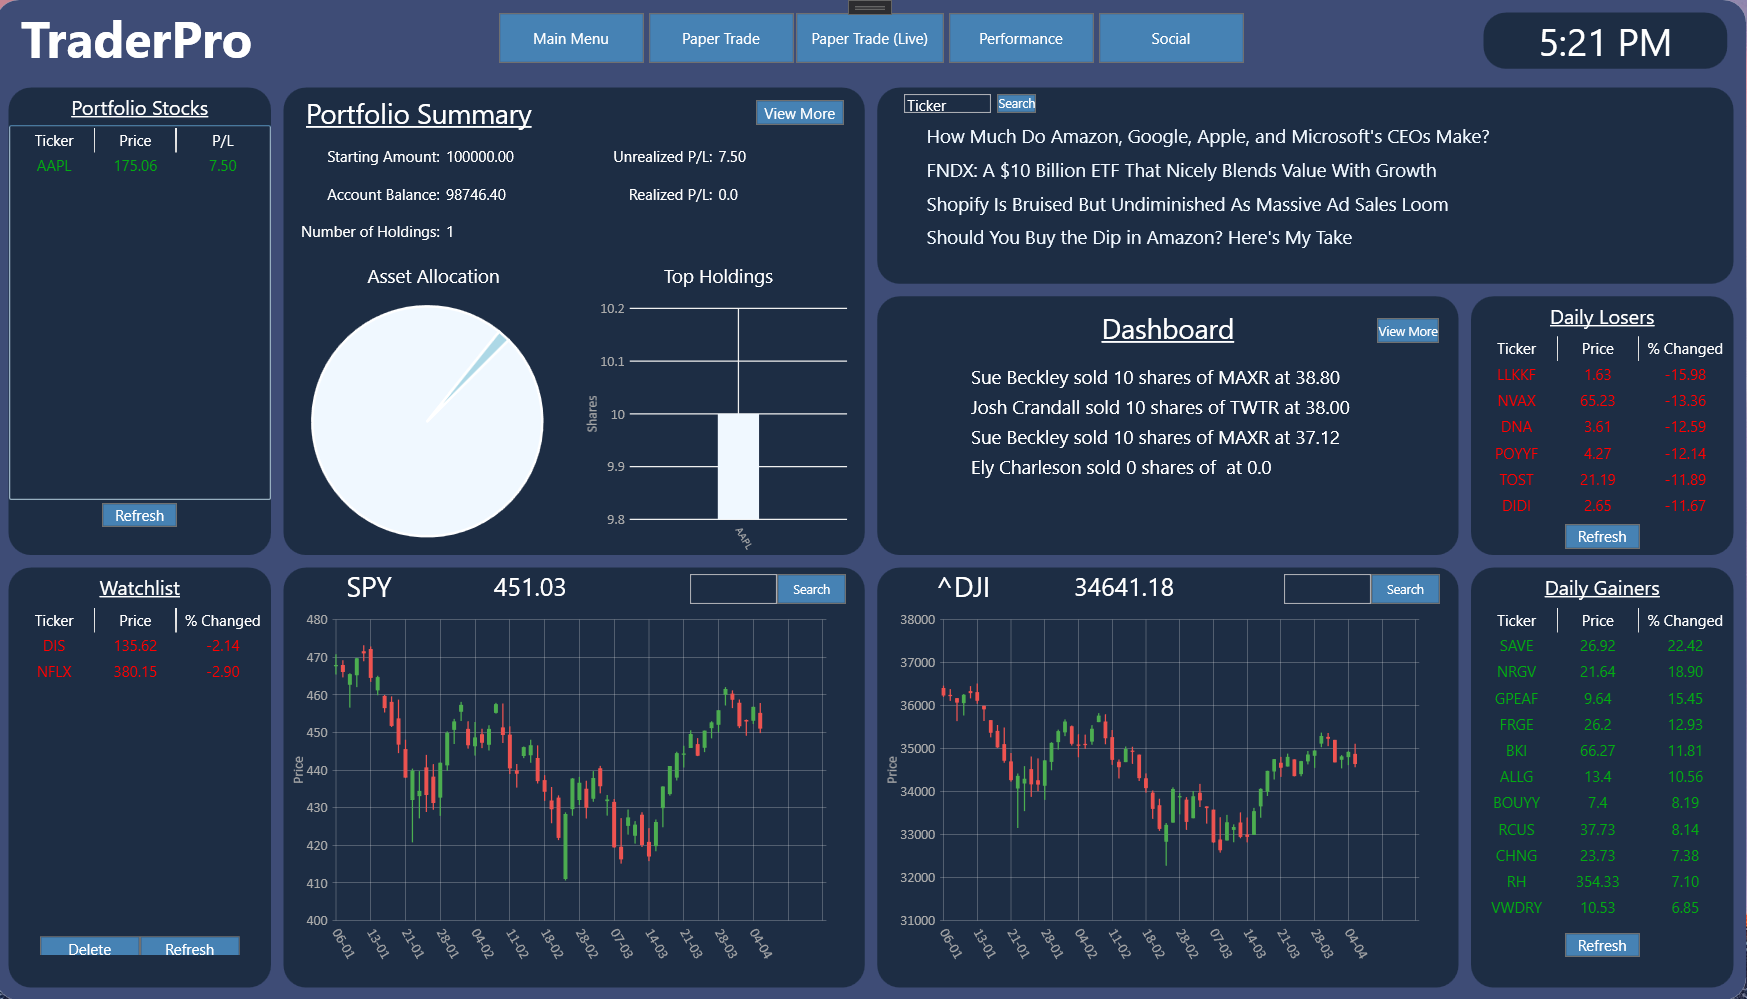 TraderPro
Main Menu
Paper Trade
Paper Trade (Live)
Performance
Social
5:21 PM
Portfolio Stocks
Ticker Price P/L
AAPL 175.06 7.50
Refresh
Portfolio Summary
View More
Starting Amount: 100000.00
Unrealized P/L: 7.50
Account Balance: 98746.40
Realized P/L: 0.0
Number of Holdings: 1
Asset Allocation
Top Holdings
10.2
10.1
10
9.9
9.8
Shares
AAPL
Ticker
Search
How Much Do Amazon, Google, Apple, and Microsoft's CEOs Make?
FNDX: A $10 Billion ETF That Nicely Blends Value With Growth
Shopify Is Bruised But Undiminished As Massive Ad Sales Loom
Should You Buy the Dip in Amazon? Here's My Take
Dashboard
View More
Sue Beckley sold 10 shares of MAXR at 38.80
Josh Crandall sold 10 shares of TWTR at 38.00
Sue Beckley sold 10 shares of MAXR at 37.12
Ely Charleson sold 0 shares of  at 0.0
Daily Losers
Ticker Price % Changed
LLKKF 1.63 -15.98
NVAX 65.23 -13.36
DNA 3.61 -12.59
POYYF 4.27 -12.14
TOST 21.19 -11.89
DIDI 2.65 -11.67
Refresh
Watchlist
Ticker Price % Changed
DIS 135.62 -2.14
NFLX 380.15 -2.90
Delete
Refresh
SPY 451.03
Search
480
470
460
450
440
430
420
410
400
Price
06-01 13-01 21-01 28-01 04-02 11-02 18-02 28-02 07-03 14-03 21-03 28-03 04-04
^DJI 34641.18
Search
38000
37000
36000
35000
34000
33000
32000
31000
Price
06-01 13-01 21-01 28-01 04-02 11-02 18-02 28-02 07-03 14-03 21-03 28-03 04-04
Daily Gainers
Ticker Price % Changed
SAVE 26.92 22.42
NRGV 21.64 18.90
GPEAF 9.64 15.45
FRGE 26.2 12.93
BKI 66.27 11.81
ALLG 13.4 10.56
BOUYY 7.4 8.19
RCUS 37.73 8.14
CHNG 23.73 7.38
RH 354.33 7.10
VWDRY 10.53 6.85
Refresh